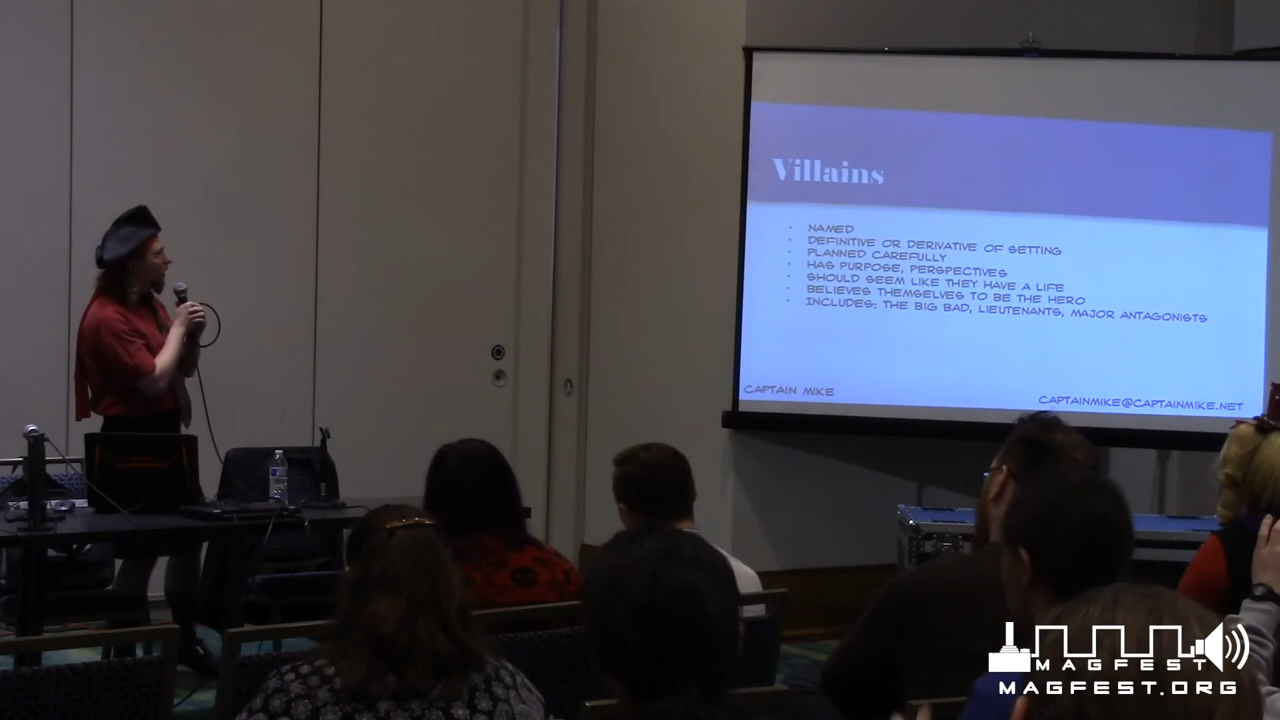 Villains
· NAMED
· DEFINITIVE OR DERIVATIVE OF SETTING
· PLANNED CAREFULLY
· HAS PURPOSE, PERSPECTIVES
· SHOULD SEEM LIKE THEY HAVE A LIFE
· BELIEVES THEMSELVES TO BE THE HERO
· INCLUDES: THE BIG BAD, LIEUTENANTS, MAJOR ANTAGONISTS
CAPTAIN MIKE
CAPTAINMIKE@CAPTAINMIKE.NET
MAGFEST
MAGFEST.ORG